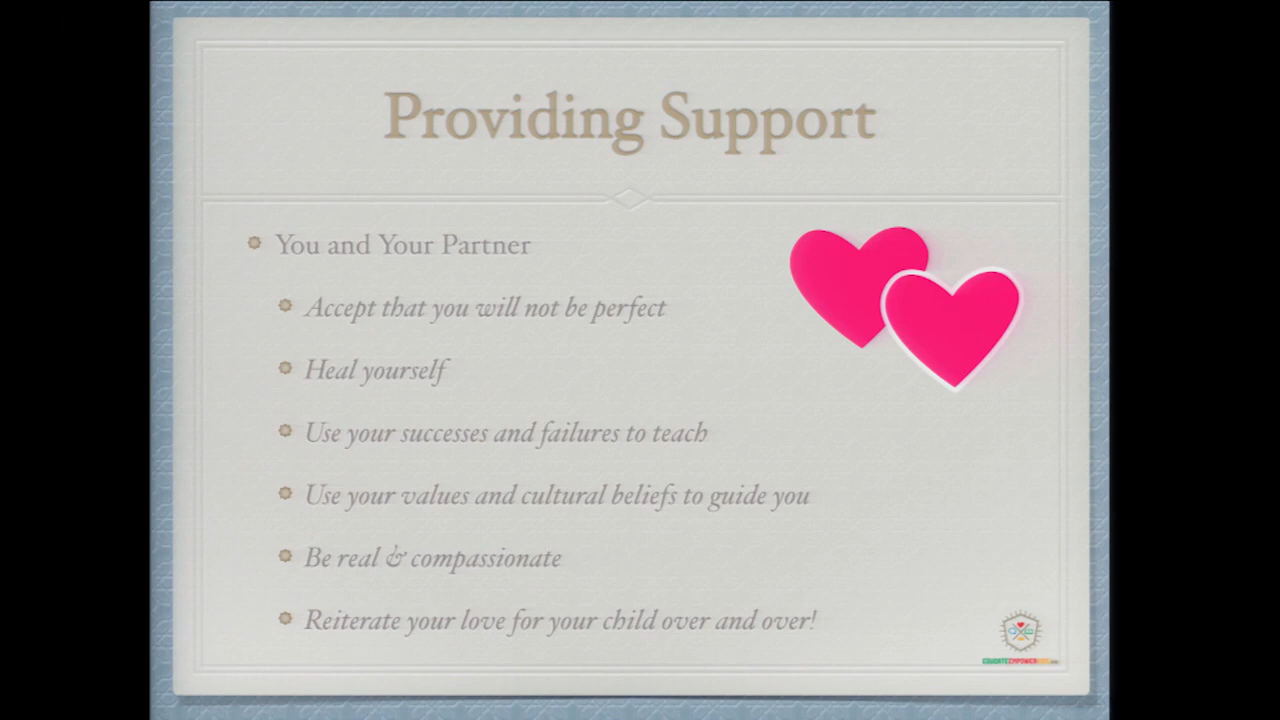 Providing Support
You and Your Partner
Accept that you will not be perfect
Heal yourself
Use your successes and failures to teach
Use your values and cultural beliefs to guide you
Be real & compassionate
Reiterate your love for your child over and over!
EDUCATEEMPOWERKIDS